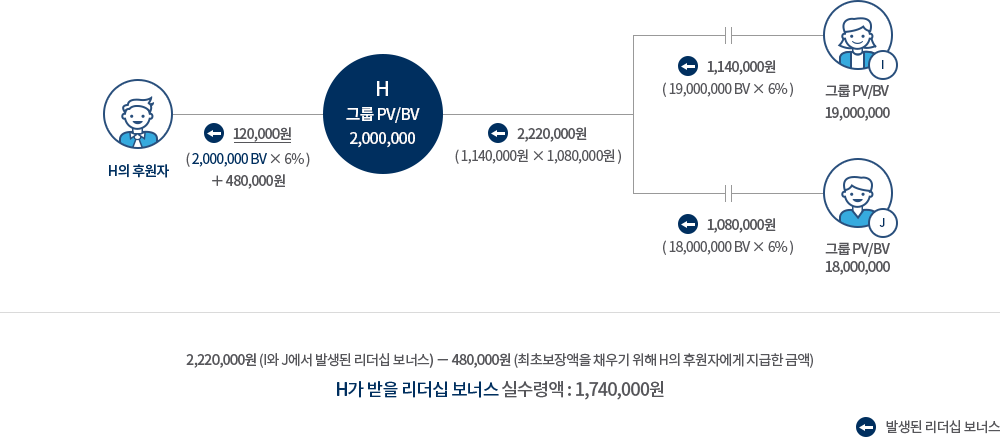 H의 후원자
120,000원
( 2,000,000 BV × 6% )
+ 480,000원
H
그룹 PV/BV
2,000,000
2,220,000원
( 1,140,000원 × 1,080,000원 )
1,140,000원
( 19,000,000 BV × 6% )
I
그룹 PV/BV
19,000,000
1,080,000원
( 18,000,000 BV × 6% )
J
그룹 PV/BV
18,000,000
2,220,000원 (I와 J에서 발생된 리더십 보너스) − 480,000원 (최초보장액을 채우기 위해 H의 후원자에게 지급한 금액)
H가 받을 리더십 보너스 실수령액 : 1,740,000원
발생된 리더십 보너스